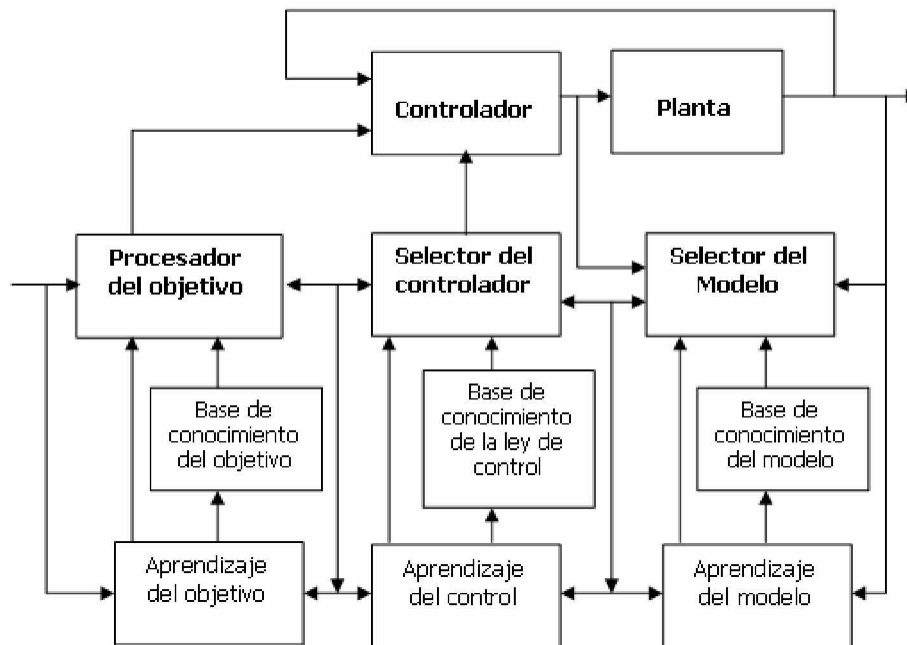 Controlador
Planta
Procesador
del objetivo
Selector del
controlador
Selector del
Modelo
Base de
conocimiento
del objetivo
Base de
conocimiento
de la ley de
control
Base de
conocimiento
del modelo
Aprendizaje
del objetivo
Aprendizaje
del control
Aprendizaje
del modelo